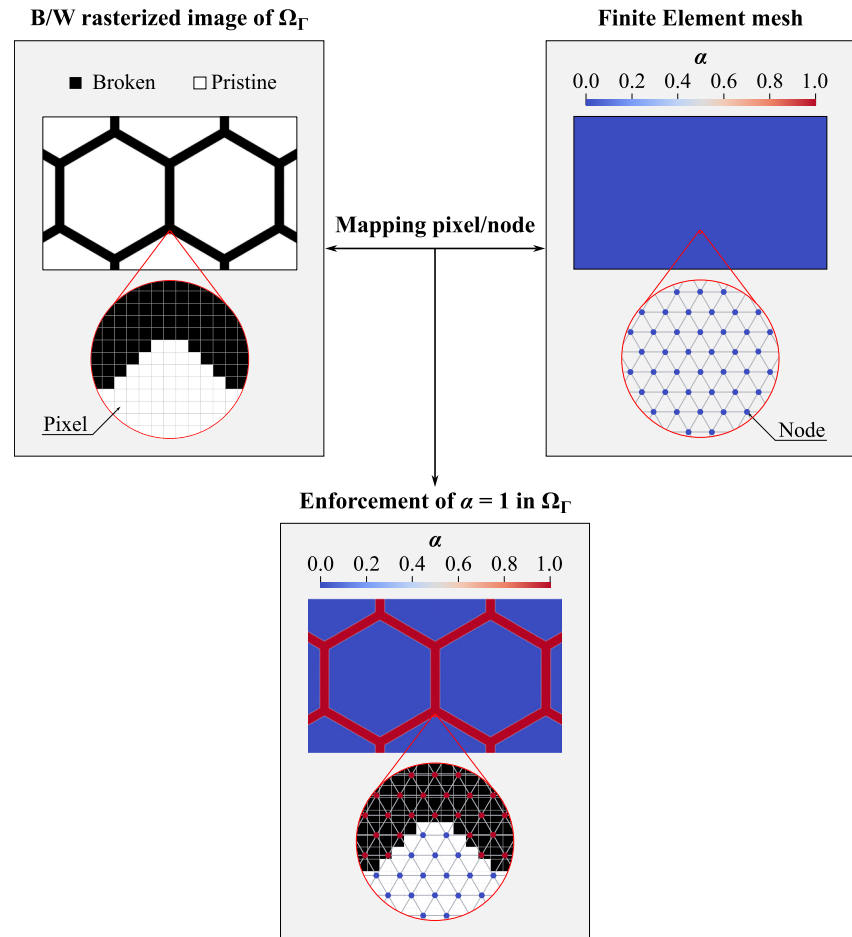 B/W rasterized image of Ω_Γ
Broken
Pristine
Pixel
Finite Element mesh
α
0.0 0.2 0.4 0.6 0.8 1.0
Node
Mapping pixel/node
Enforcement of α = 1 in Ω_Γ
α
0.0 0.2 0.4 0.6 0.8 1.0